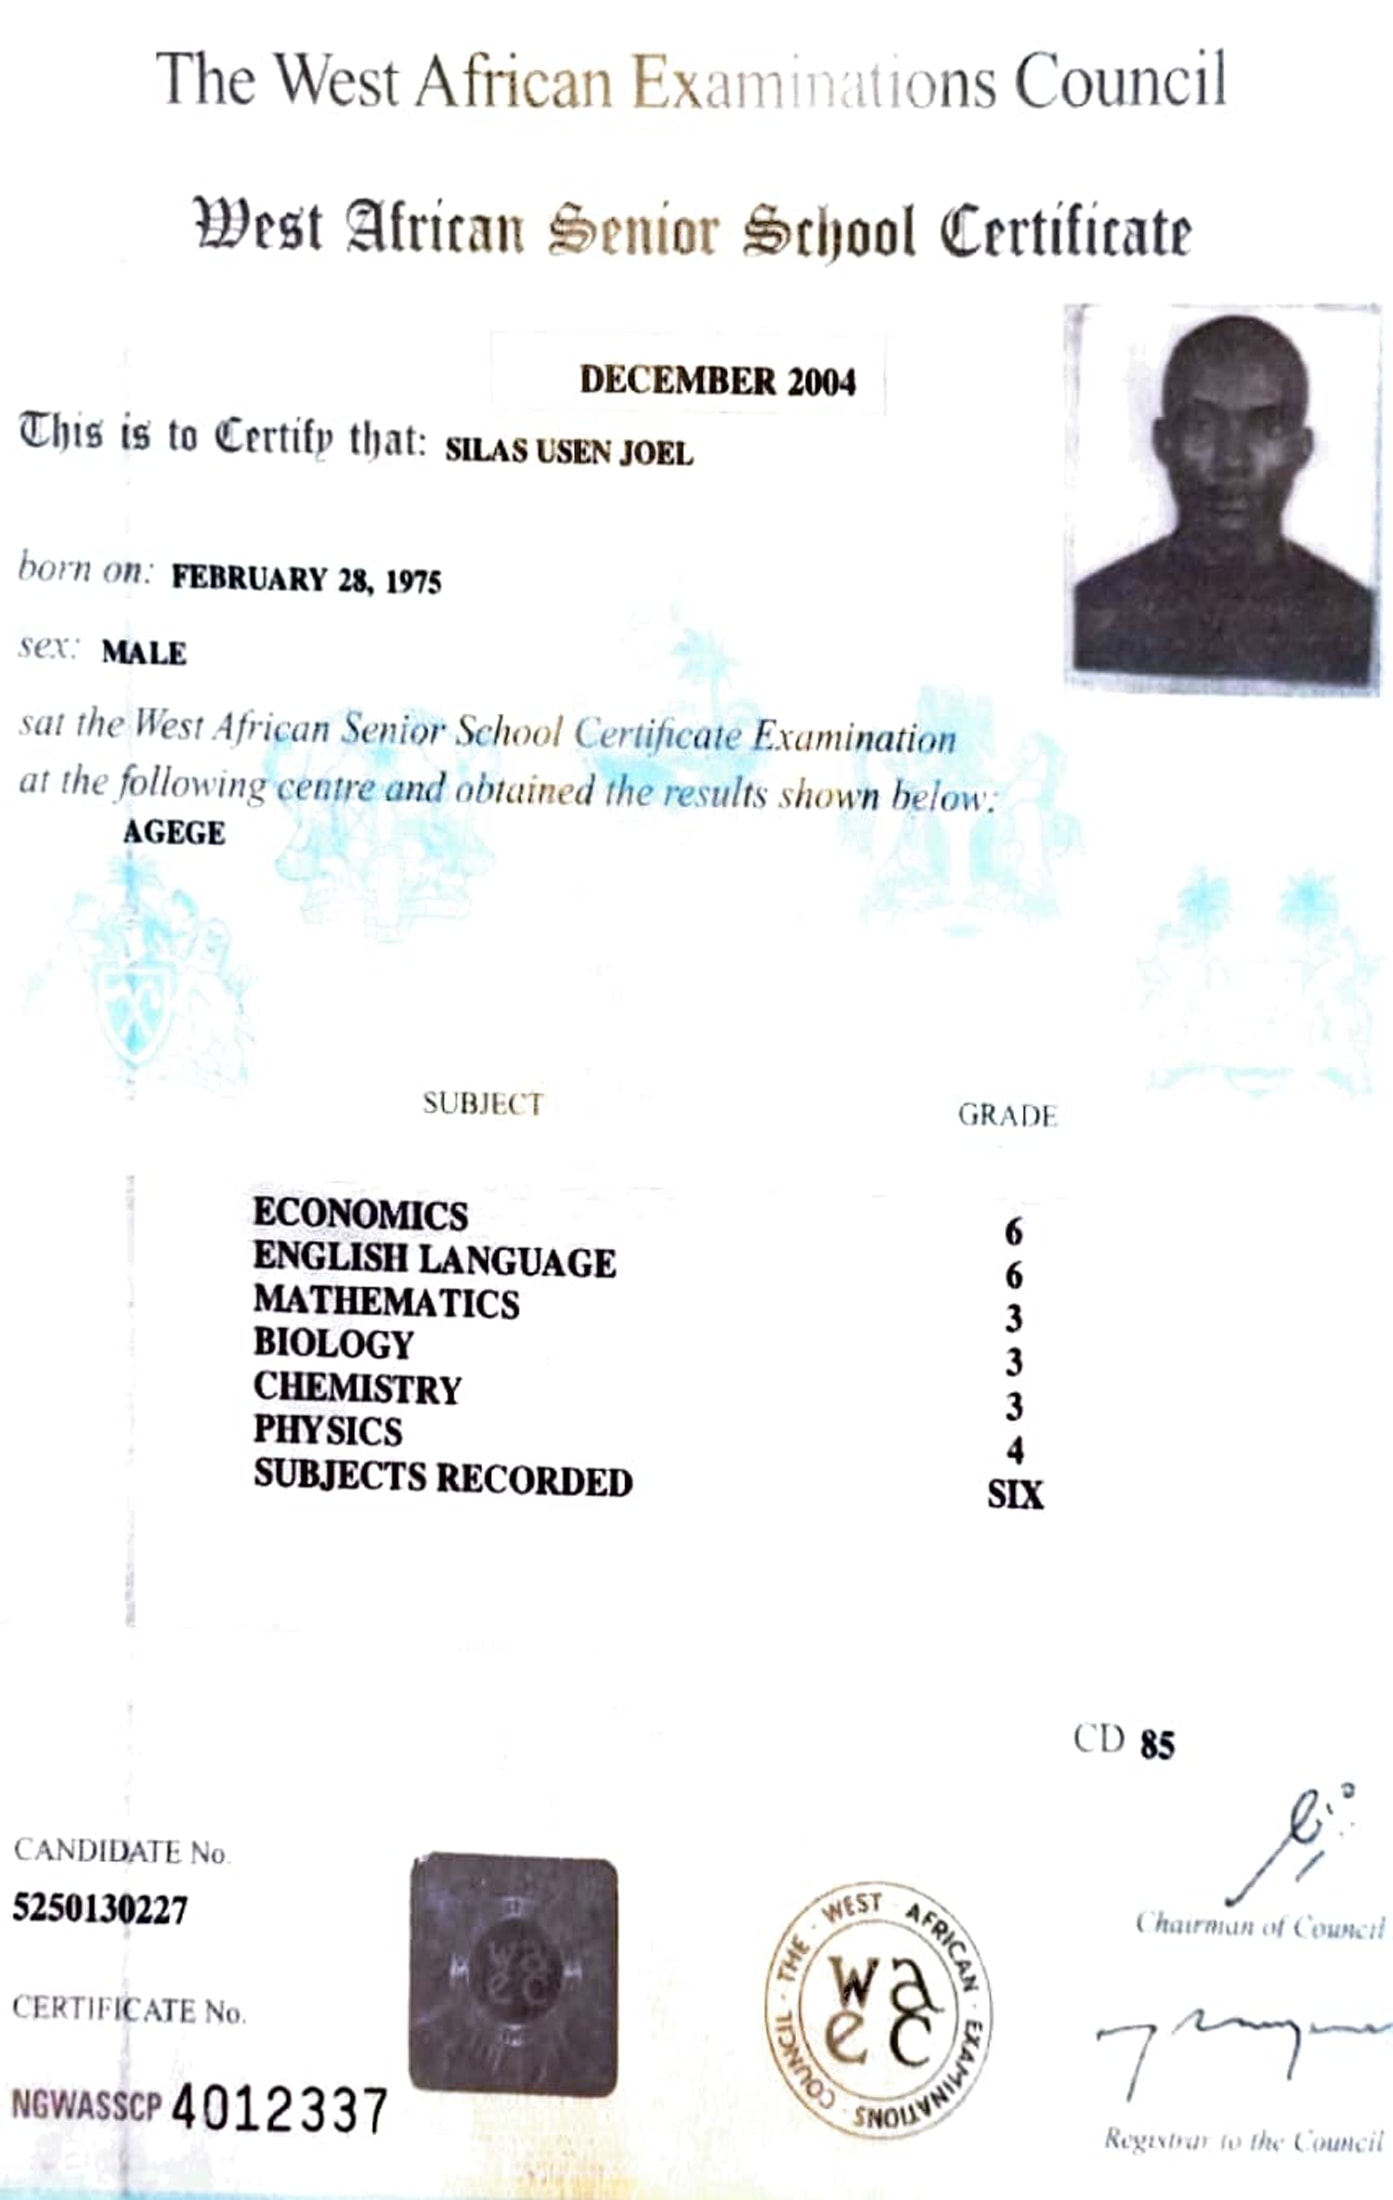 The West African Examinations Council
West African Senior School Certificate
DECEMBER 2004
This is to Certify that: SILAS USEN JOEL
born on: FEBRUARY 28, 1975
sex: MALE
sat the West African Senior School Certificate Examination
at the following centre and obtained the results shown below:
AGEGE
SUBJECT GRADE
ECONOMICS 6
ENGLISH LANGUAGE 6
MATHEMATICS 3
BIOLOGY 3
CHEMISTRY 3
PHYSICS 4
SUBJECTS RECORDED SIX
CD 85
CANDIDATE No.
5250130227
CERTIFICATE No.
NGWASSCP 4012337
waec
THE · WEST · AFRICAN · EXAMINATIONS · COUNCIL
waec
Chairman of Council
Registrar to the Council